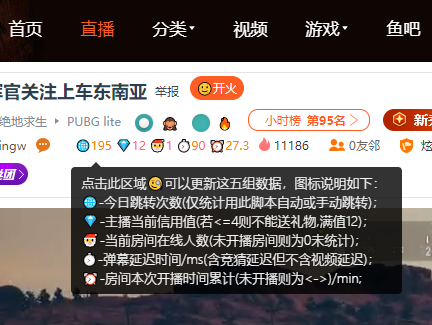 首页 直播 分类 视频 游戏 鱼吧
官关注上车东南亚 举报 开火
绝地求生 PUBG lite 小时榜 第95名
ingw 195 12 1 90 27.3 11186 0友邻
团
点击此区域😉可以更新这五组数据，图标说明如下：
🌐-今日跳转次数(仅统计用此脚本自动或手动跳转);
💎-主播当前信用值(若<=4则不能送礼物,满值12);
🎅-当前房间在线人数(未开播房间则为0未统计);
⏱-弹幕延迟时间/ms(含竞猜延迟但不含视频延迟);
⏰-房间本次开播时间累计(未开播则为<->)/min;